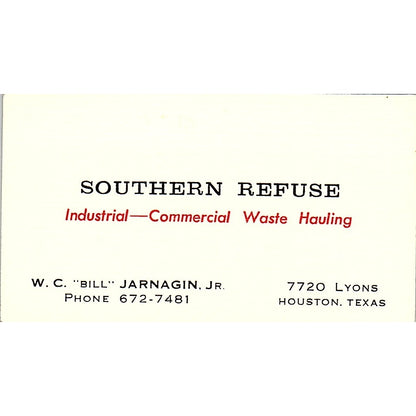 SOUTHERN REFUSE
Industrial—Commercial Waste Hauling
W. C. "BILL" JARNAGIN, JR.
PHONE 672-7481
7720 LYONS
HOUSTON, TEXAS